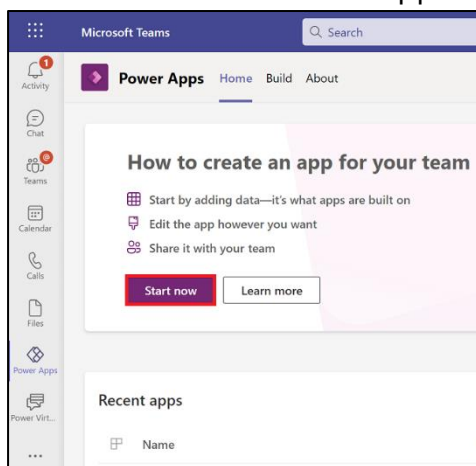 Microsoft Teams
Search
1
Activity
Power Apps Home Build About
Chat
How to create an app for your team
@
Teams
Start by adding data—it's what apps are built on
Edit the app however you want
Calendar
Share it with your team
Calls
Start now Learn more
Files
Power Apps
Recent apps
Power Virt...
Name